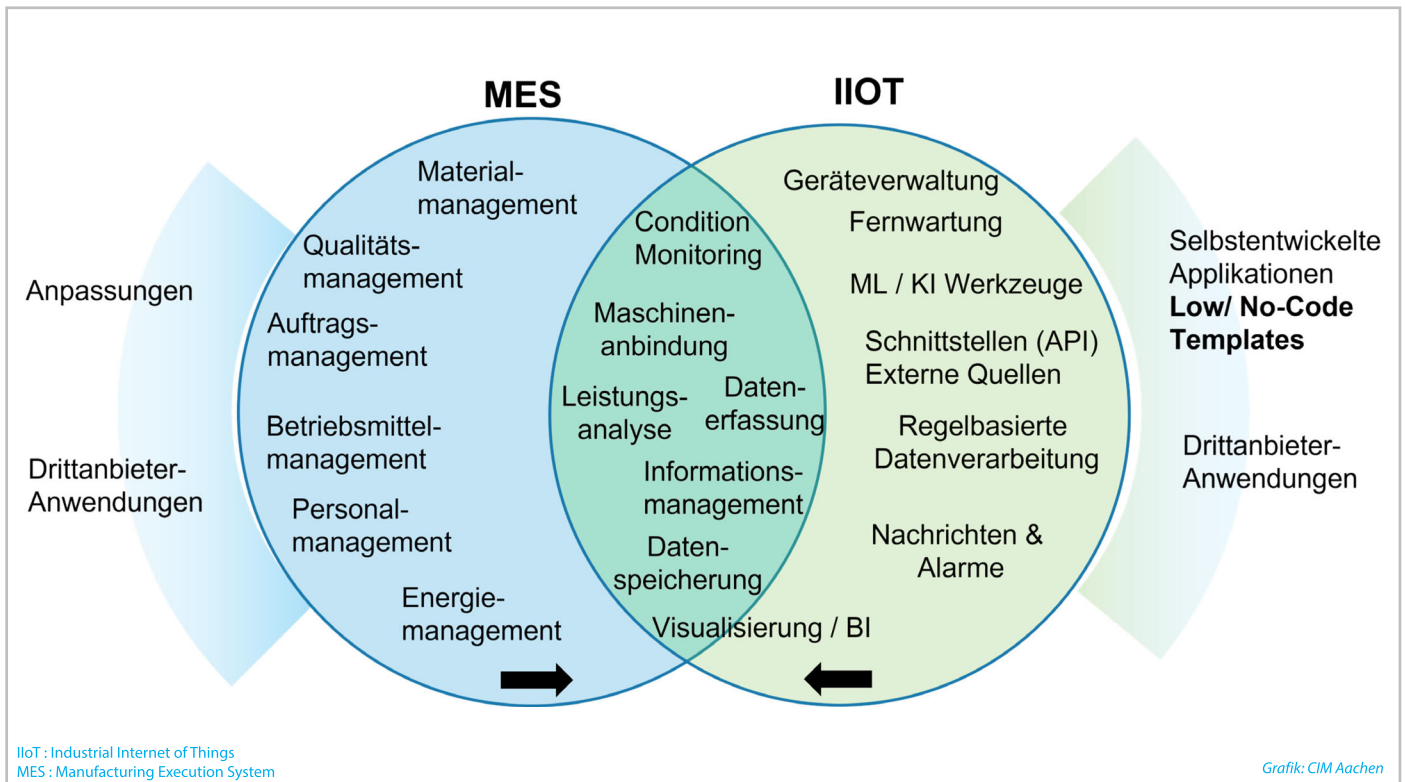 MES
IIOT
Material-
management
Qualitäts-
management
Auftrags-
management
Betriebsmittel-
management
Personal-
management
Energie-
management
Anpassungen
Drittanbieter-
Anwendungen
Condition
Monitoring
Maschinen-
anbindung
Leistungs-
analyse
Daten-
erfassung
Informations-
management
Daten-
speicherung
Visualisierung / BI
Geräteverwaltung
Fernwartung
ML / KI Werkzeuge
Schnittstellen (API)
Externe Quellen
Regelbasierte
Datenverarbeitung
Nachrichten &
Alarme
Selbstentwickelte
Applikationen
Low/ No-Code
Templates
Drittanbieter-
Anwendungen
IIoT : Industrial Internet of Things
MES : Manufacturing Execution System
Grafik: CIM Aachen